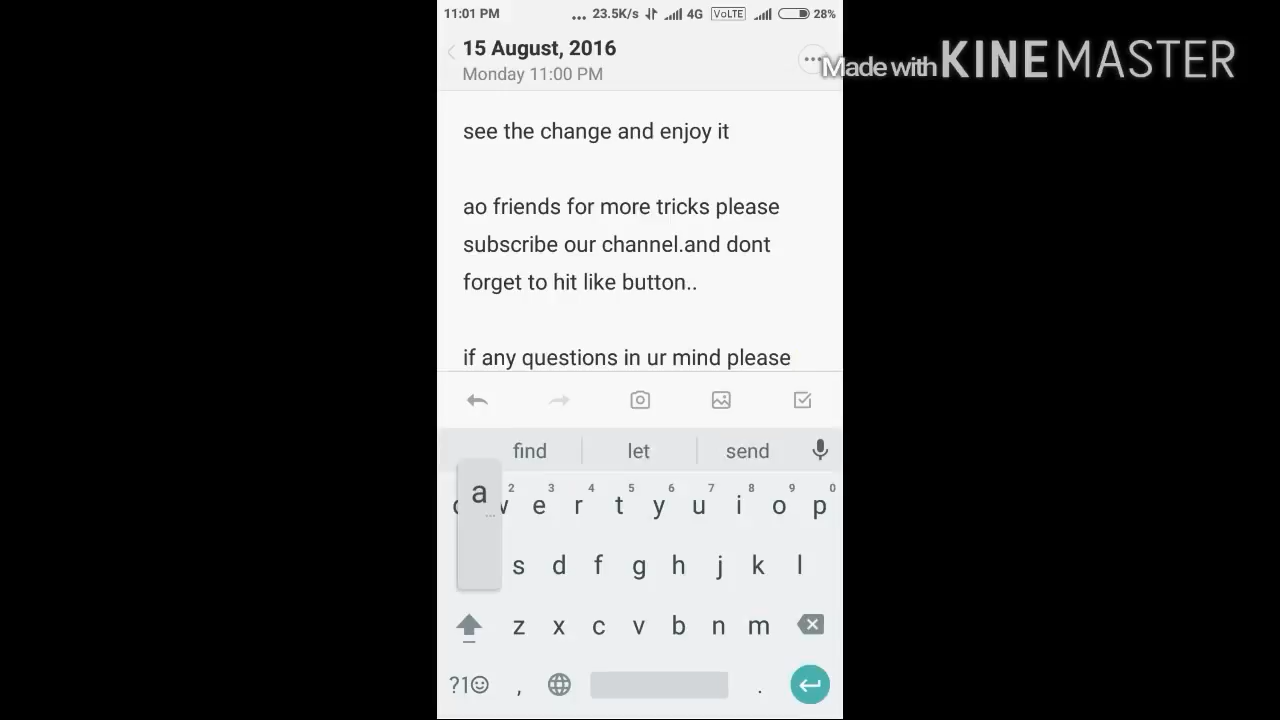 11:01 PM ... 23.5K/s 4G VoLTE 28%
15 August, 2016
Monday 11:00 PM
Made with KINEMASTER
see the change and enjoy it
ao friends for more tricks please
subscribe our channel.and dont
forget to hit like button..
if any questions in ur mind please
find let send
a
2 3 4 5 6 7 8 9 0
e r t y u i o p
s d f g h j k l
z x c v b n m
?1☺ , .